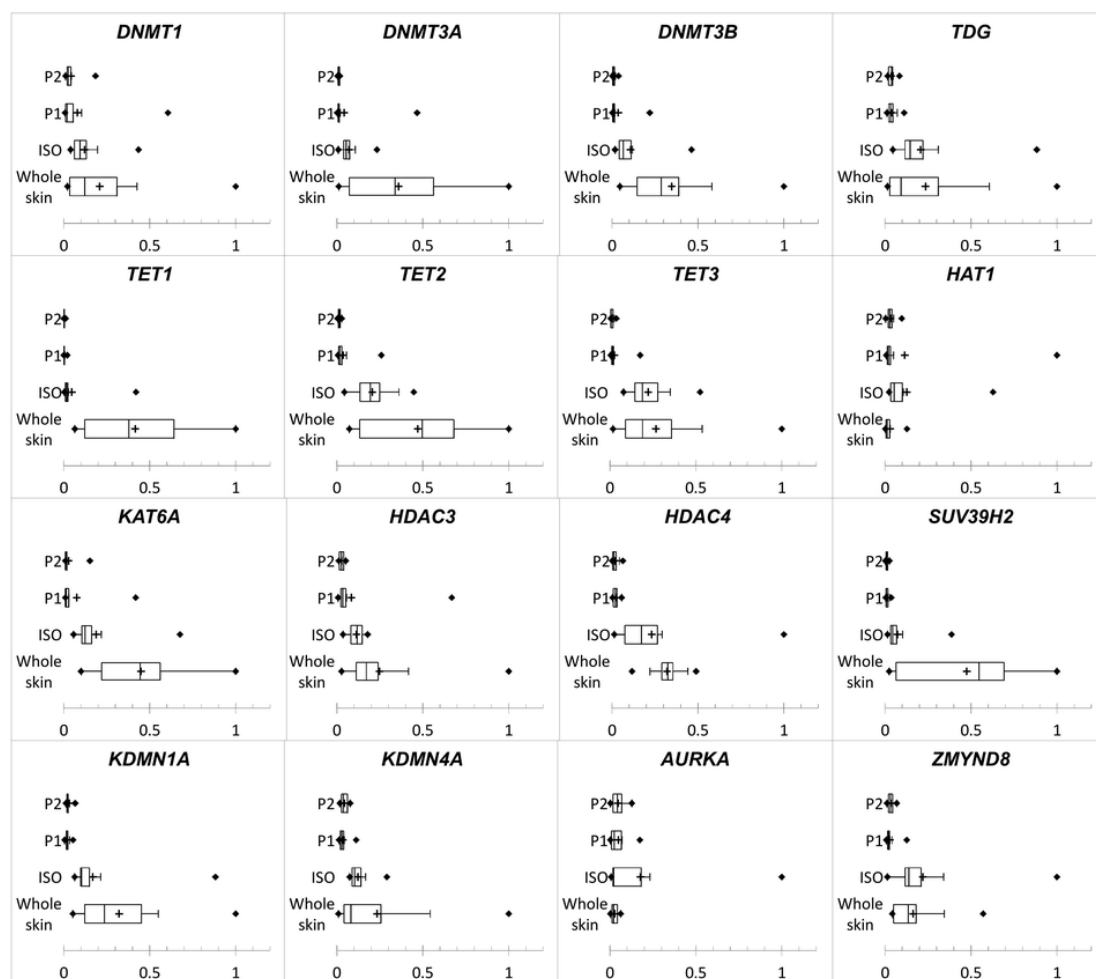 DNMT1 DNMT3A DNMT3B TDG
P2 P2 P2 P2
P1 P1 P1 P1
ISO ISO ISO ISO
Whole Whole Whole Whole
skin skin skin skin
0 0.5 1 0 0.5 1 0 0.5 1 0 0.5 1
TET1 TET2 TET3 HAT1
P2 P2 P2 P2
P1 P1 P1 P1
ISO ISO ISO ISO
Whole Whole Whole Whole
skin skin skin skin
0 0.5 1 0 0.5 1 0 0.5 1 0 0.5 1
KAT6A HDAC3 HDAC4 SUV39H2
P2 P2 P2 P2
P1 P1 P1 P1
ISO ISO ISO ISO
Whole Whole Whole Whole
skin skin skin skin
0 0.5 1 0 0.5 1 0 0.5 1 0 0.5 1
KDMN1A KDMN4A AURKA ZMYND8
P2 P2 P2 P2
P1 P1 P1 P1
ISO ISO ISO ISO
Whole Whole Whole Whole
skin skin skin skin
0 0.5 1 0 0.5 1 0 0.5 1 0 0.5 1